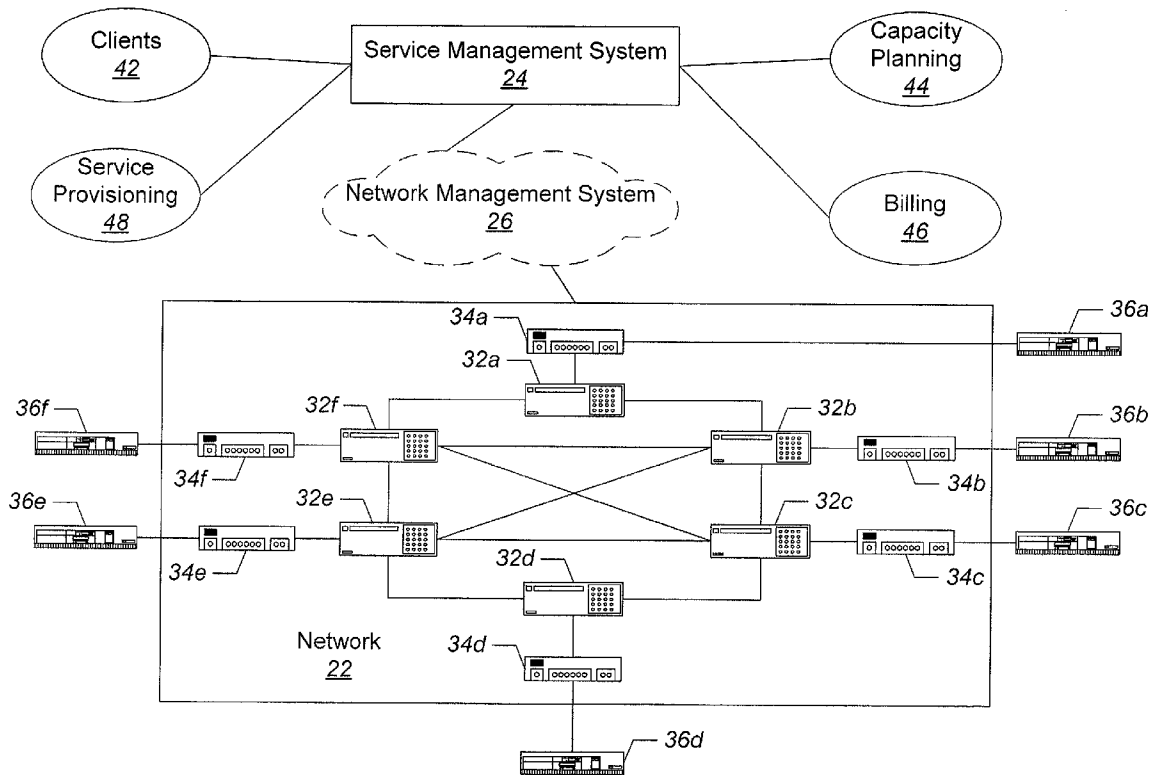 Clients
42
Service Management System
24
Capacity
Planning
44
Service
Provisioning
48
Network Management System
26
Billing
46
34a
36a
32a
36f
32f
32b
36b
34f
34b
36e
32e
32c
36c
34e
32d
34c
Network
22
34d
36d